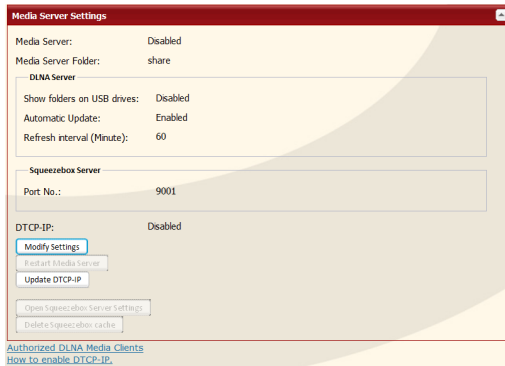 Media Server Settings
Media Server: Disabled
Media Server Folder: share
DLNA Server
Show folders on USB drives: Disabled
Automatic Update: Enabled
Refresh interval (Minute): 60
Squeezebox Server
Port No.: 9001
DTCP-IP: Disabled
Modify Settings
Restart Media Server
Update DTCP-IP
Open Squeezebox Server Settings
Delete Squeezebox cache
Authorized DLNA Media Clients
How to enable DTCP-IP.